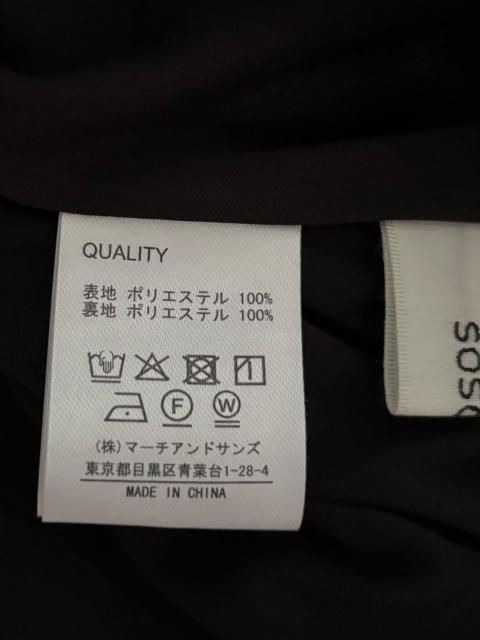 QUALITY
表地 ポリエステル 100%
裏地 ポリエステル 100%
F W
(株)マーチアンドサンズ
東京都目黒区青葉台1-28-4
MADE IN CHINA